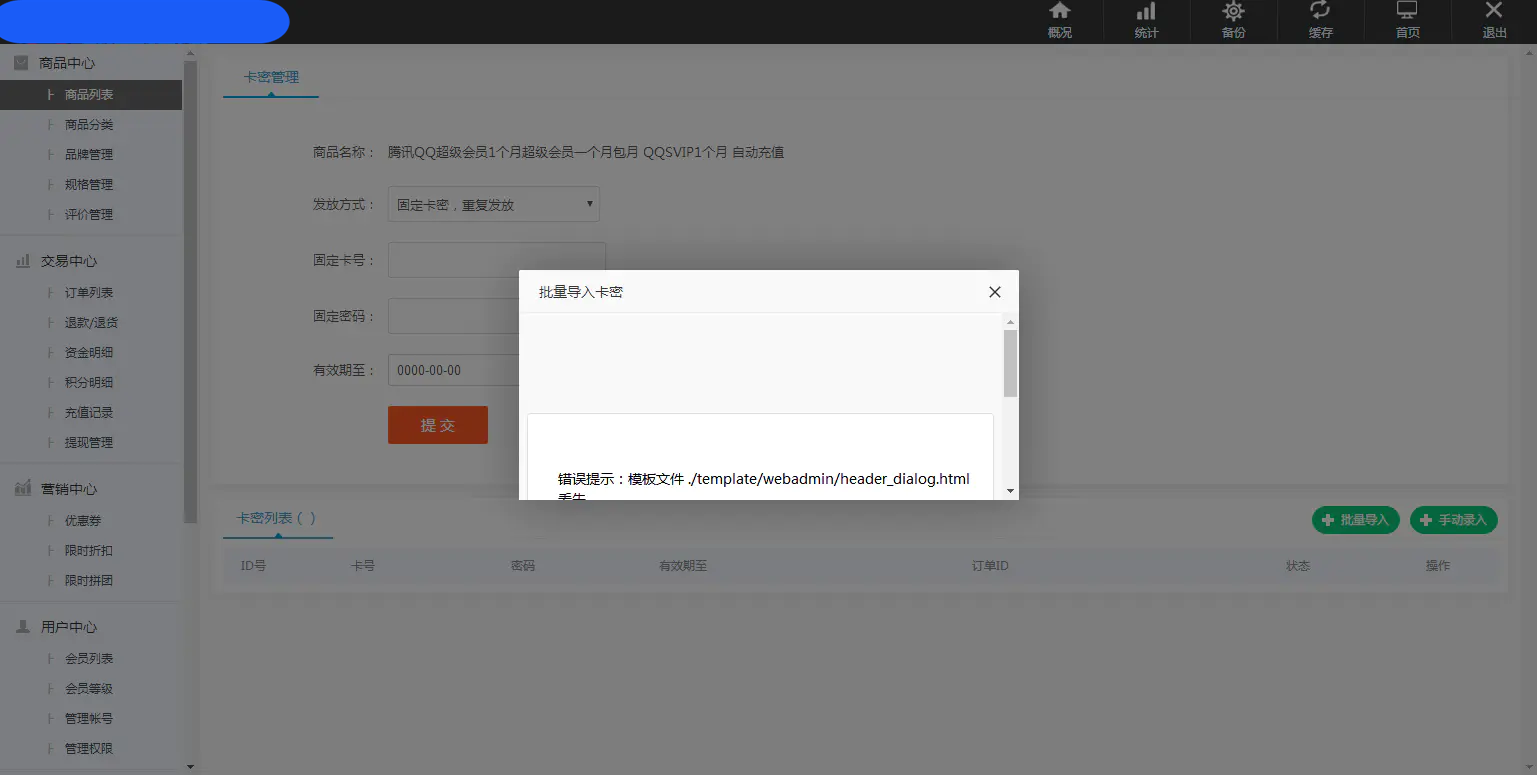 概况 统计 备份 缓存 首页 退出
商品中心
├ 商品列表
├ 商品分类
├ 品牌管理
├ 规格管理
├ 评价管理
交易中心
├ 订单列表
├ 退款/退货
├ 资金明细
├ 积分明细
├ 充值记录
├ 提现管理
营销中心
├ 优惠券
├ 限时折扣
├ 限时拼团
用户中心
├ 会员列表
├ 会员等级
├ 管理帐号
├ 管理权限
卡密管理
商品名称： 腾讯QQ超级会员1个月超级会员一个月包月 QQSVIP1个月 自动充值
发放方式： 固定卡密，重复发放
固定卡号：
固定密码：
有效期至： 0000-00-00
提 交
批量导入卡密
错误提示：模板文件 ./template/webadmin/header_dialog.html
卡密列表 ( )
批量导入 手动录入
ID号 卡号 密码 有效期至 订单ID 状态 操作